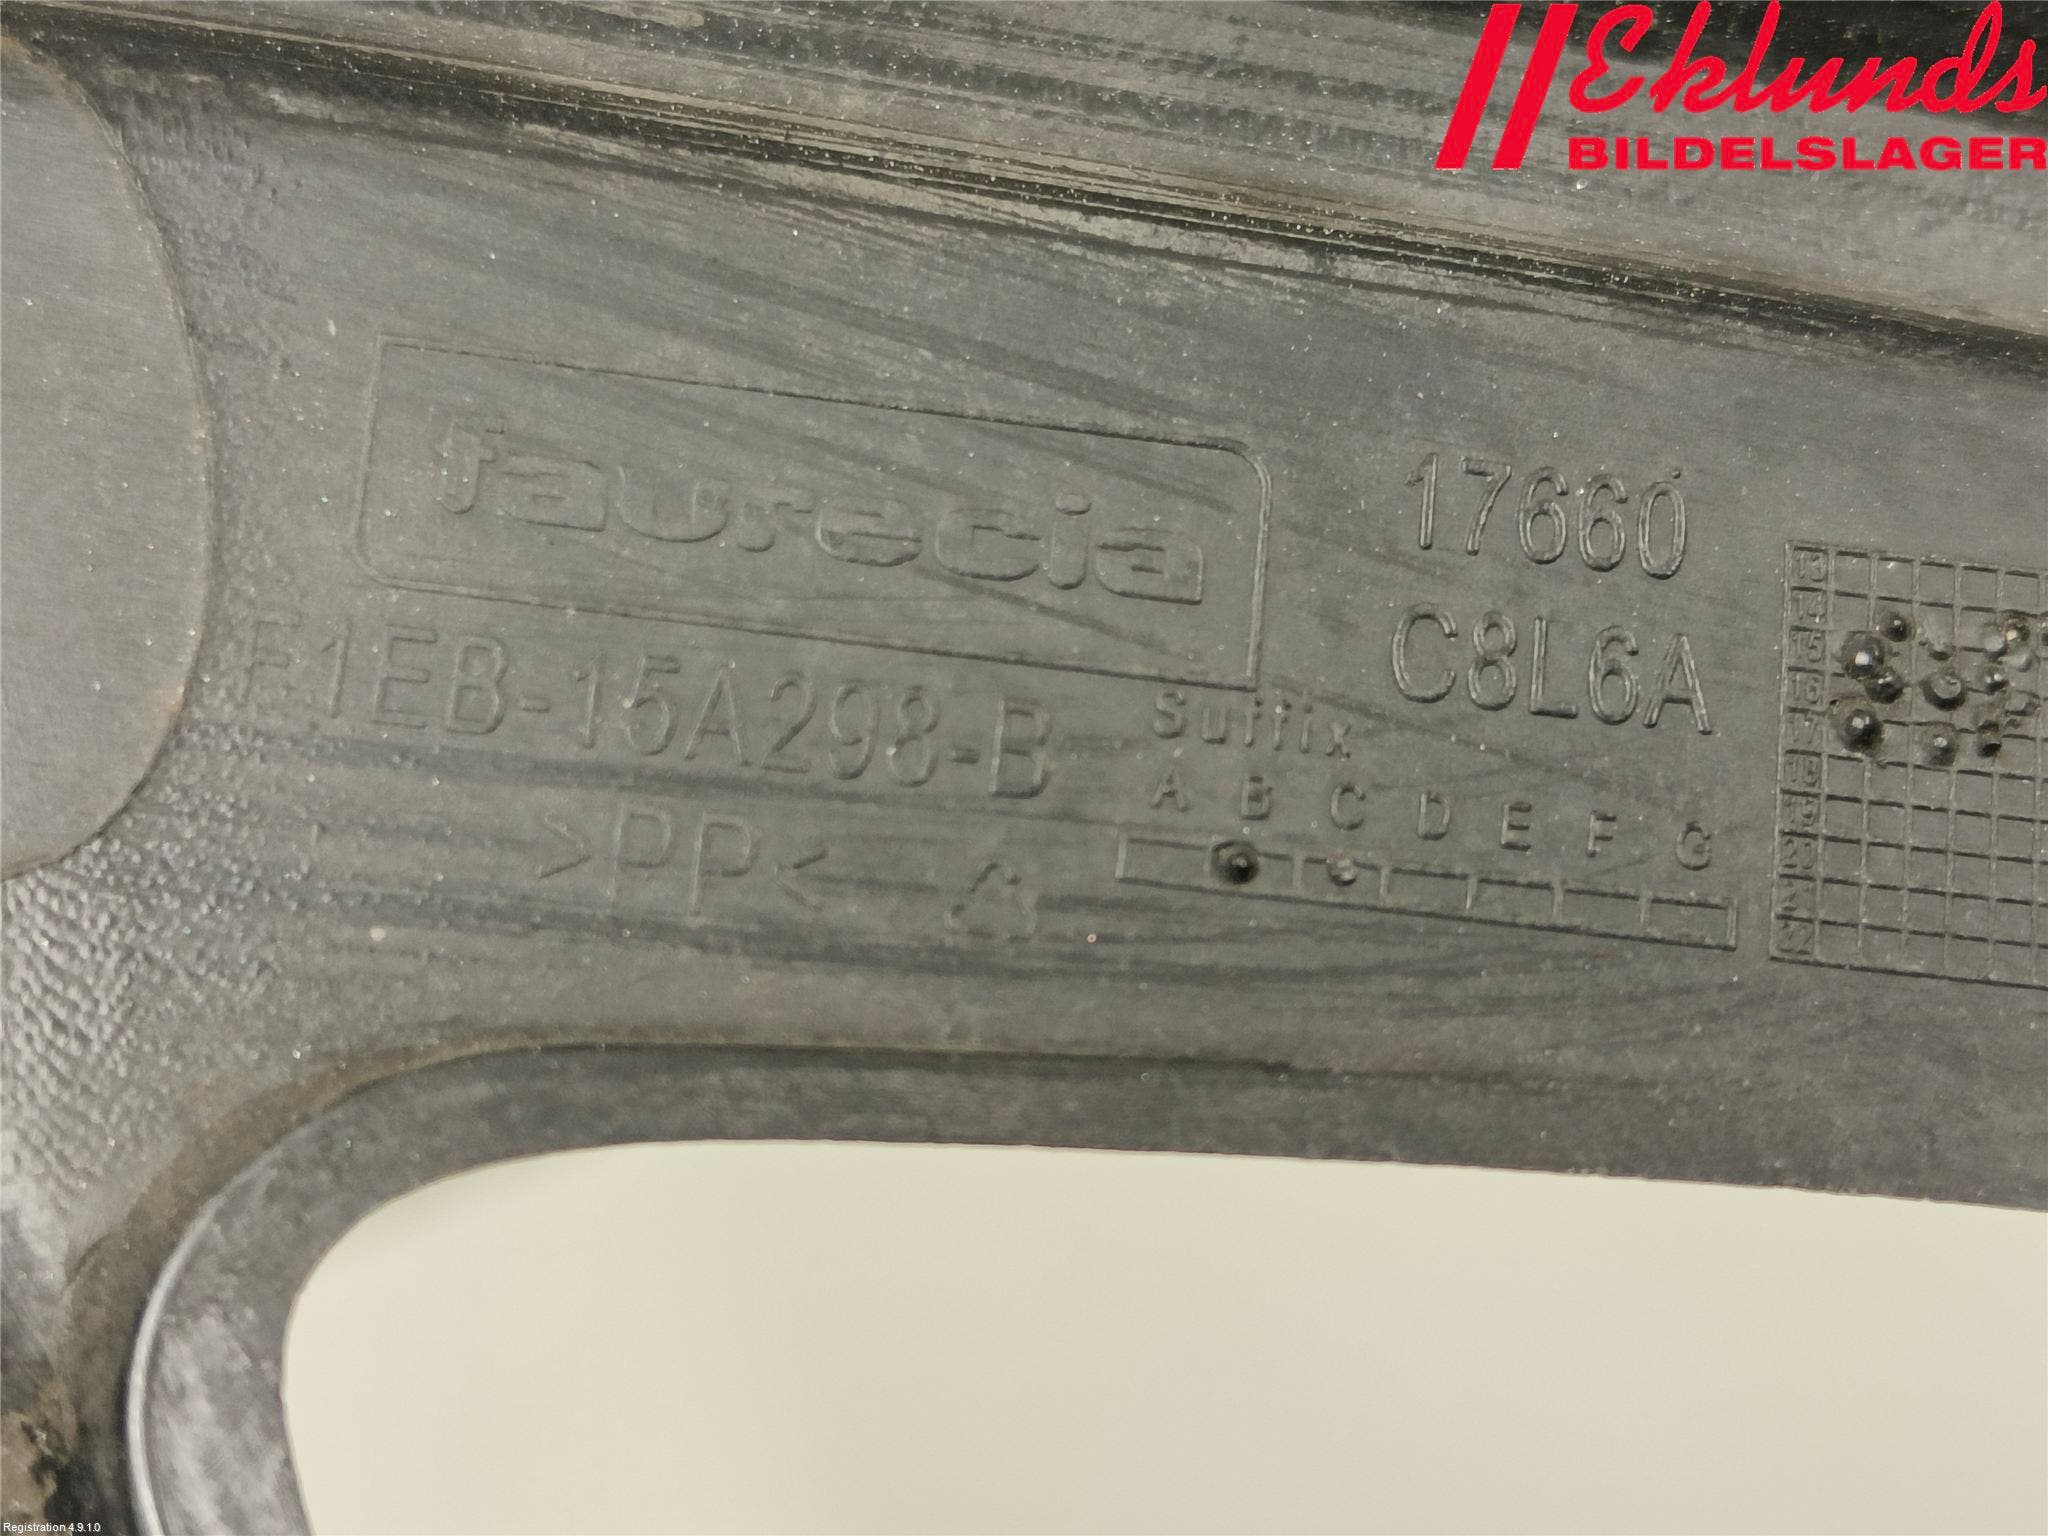 Eklunds
BILDELSLAGER
faurecia
17660
C8L6A
F1EB-15A298-B
Suffix
A B C D E F G
>PP<
13
14
15
16
17
18
19
20
21
22
Registration 4.9.1.0